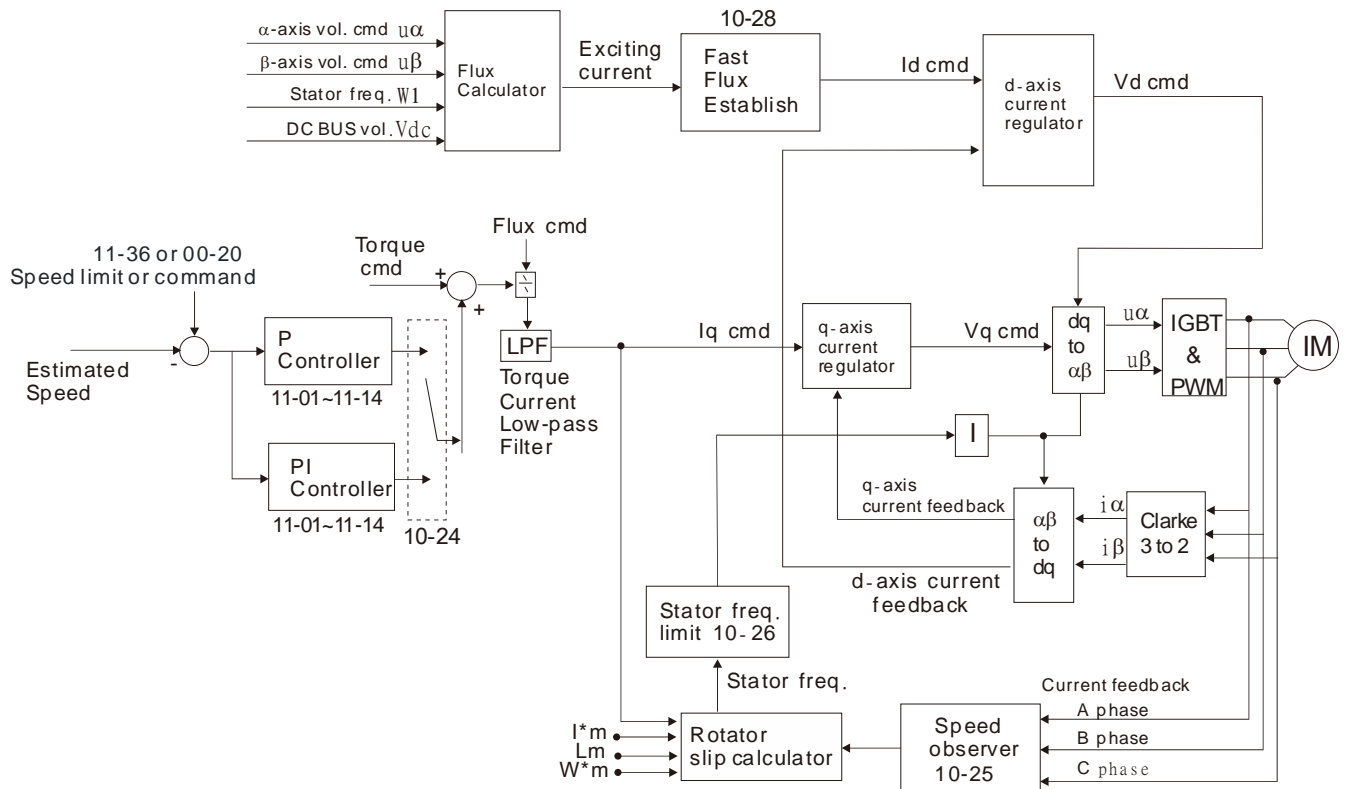 10-28
α-axis vol. cmd uα
β-axis vol. cmd uβ
Stator freq. W1
DC BUS vol. Vdc
Flux
Calculator
Exciting
current
Fast
Flux
Establish
Id cmd
d-axis
current
regulator
Vd cmd
11-36 or 00-20
Speed limit or command
Estimated
Speed
-
P
Controller
11-01~11-14
PI
Controller
11-01~11-14
10-24
Torque
cmd
+
+
Flux cmd
÷
LPF
Torque
Current
Low-pass
Filter
Iq cmd
q-axis
current
regulator
Vq cmd
dq
to
αβ
uα
uβ
IGBT
&
PWM
IM
I
q-axis
current feedback
d-axis current
feedback
αβ
to
dq
iα
iβ
Clarke
3 to 2
Stator freq.
limit 10-26
Stator freq.
I*m
Lm
W*m
Rotator
slip calculator
Speed
observer
10-25
Current feedback
A phase
B phase
C phase